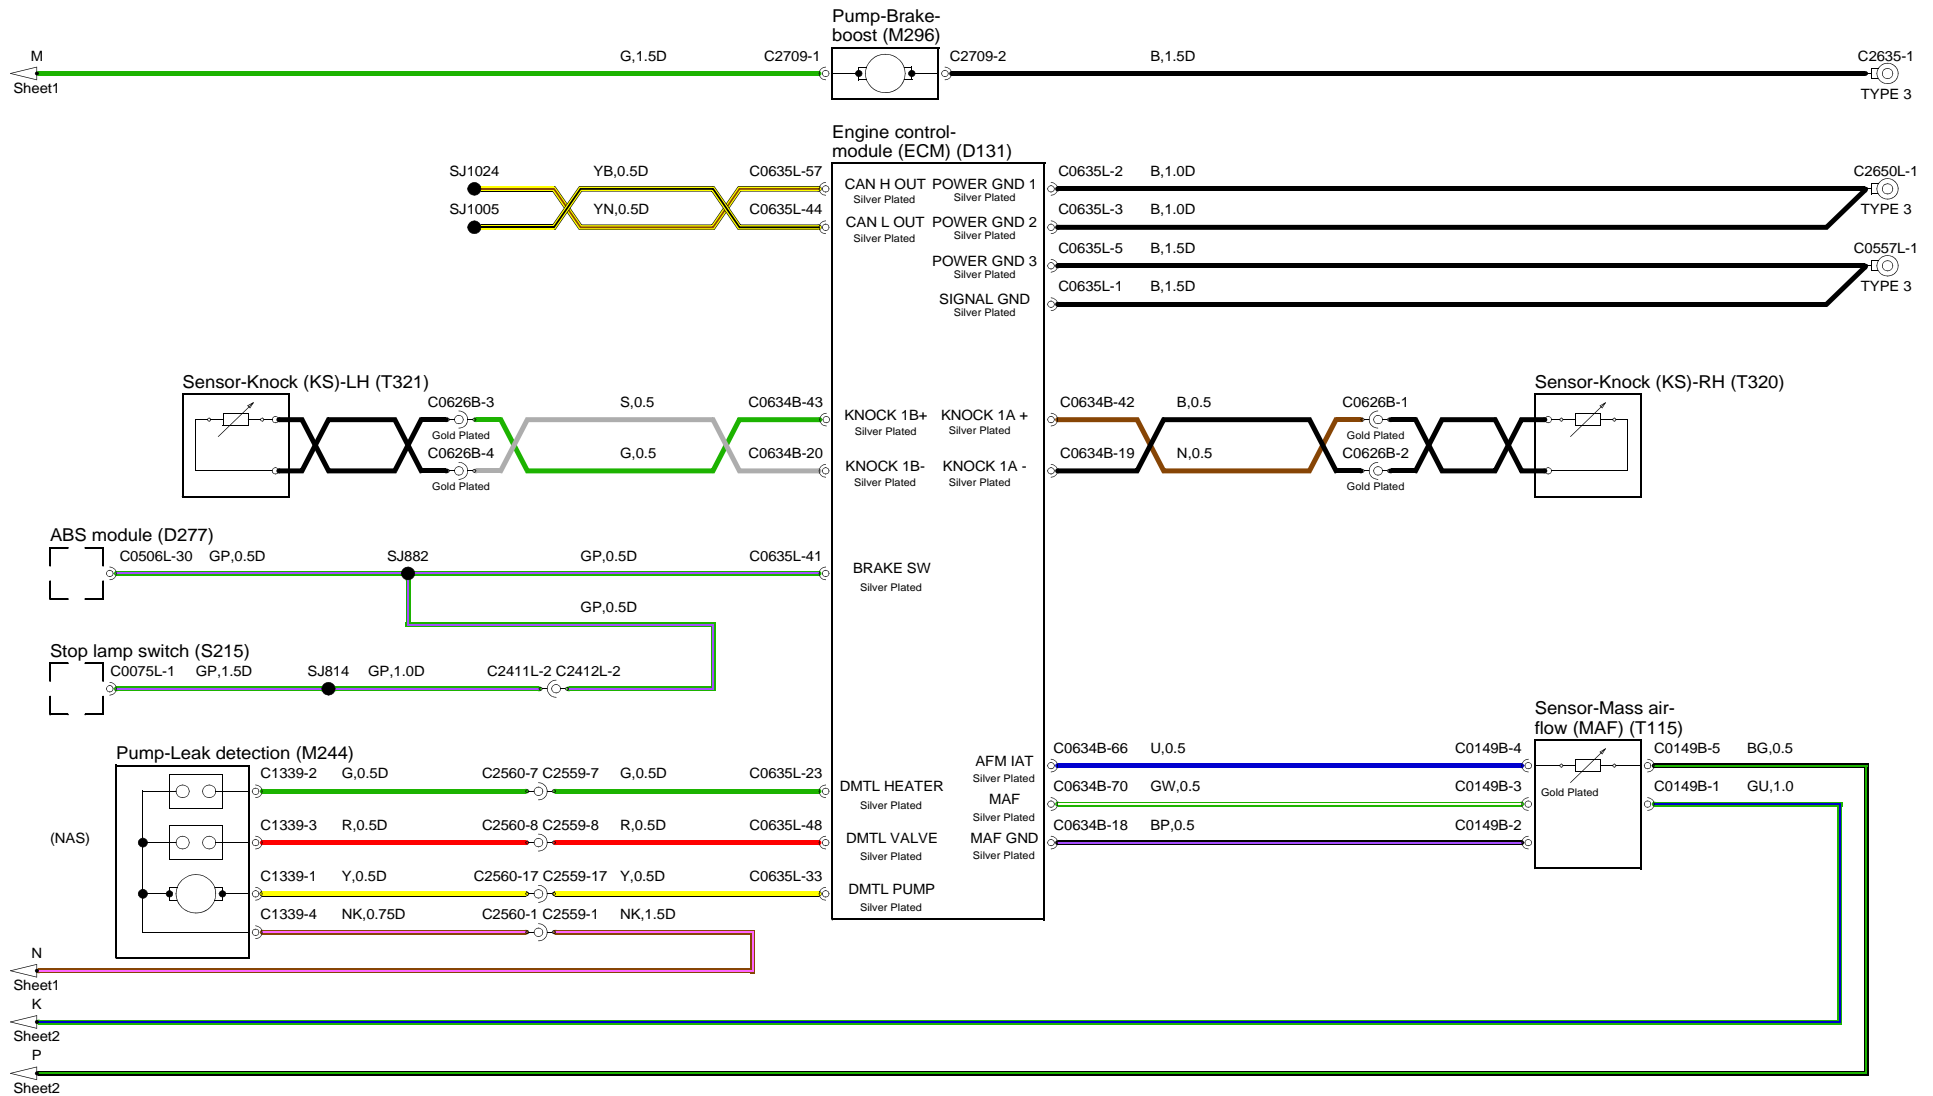 Pump-Brake-
boost (M296)
M
G,1.5D
C2709-1
C2709-2
B,1.5D
C2635-1
Sheet1
TYPE 3
Engine control-
module (ECM) (D131)
SJ1024
YB,0.5D
C0635L-57
CAN H OUT
Silver Plated
POWER GND 1
Silver Plated
C0635L-2
B,1.0D
C2650L-1
SJ1005
YN,0.5D
C0635L-44
CAN L OUT
Silver Plated
POWER GND 2
Silver Plated
C0635L-3
B,1.0D
TYPE 3
POWER GND 3
Silver Plated
C0635L-5
B,1.5D
C0557L-1
SIGNAL GND
Silver Plated
C0635L-1
B,1.5D
TYPE 3
Sensor-Knock (KS)-LH (T321)
Sensor-Knock (KS)-RH (T320)
C0626B-3
Gold Plated
S,0.5
C0634B-43
KNOCK 1B+
Silver Plated
KNOCK 1A +
Silver Plated
C0634B-42
B,0.5
C0626B-1
Gold Plated
C0626B-4
Gold Plated
G,0.5
C0634B-20
KNOCK 1B-
Silver Plated
KNOCK 1A -
Silver Plated
C0634B-19
N,0.5
C0626B-2
Gold Plated
ABS module (D277)
C0506L-30
GP,0.5D
SJ882
GP,0.5D
C0635L-41
BRAKE SW
Silver Plated
GP,0.5D
Stop lamp switch (S215)
C0075L-1
GP,1.5D
SJ814
GP,1.0D
C2411L-2
C2412L-2
Sensor-Mass air-
flow (MAF) (T115)
Pump-Leak detection (M244)
AFM IAT
Silver Plated
C0634B-66
U,0.5
C0149B-4
C0149B-5
BG,0.5
C1339-2
G,0.5D
C2560-7
C2559-7
G,0.5D
C0635L-23
DMTL HEATER
Silver Plated
MAF
Silver Plated
C0634B-70
GW,0.5
C0149B-3
Gold Plated
C0149B-1
GU,1.0
(NAS)
C1339-3
R,0.5D
C2560-8
C2559-8
R,0.5D
C0635L-48
DMTL VALVE
Silver Plated
MAF GND
Silver Plated
C0634B-18
BP,0.5
C0149B-2
C1339-1
Y,0.5D
C2560-17
C2559-17
Y,0.5D
C0635L-33
DMTL PUMP
Silver Plated
C1339-4
NK,0.75D
C2560-1
C2559-1
NK,1.5D
N
Sheet1
K
Sheet2
P
Sheet2